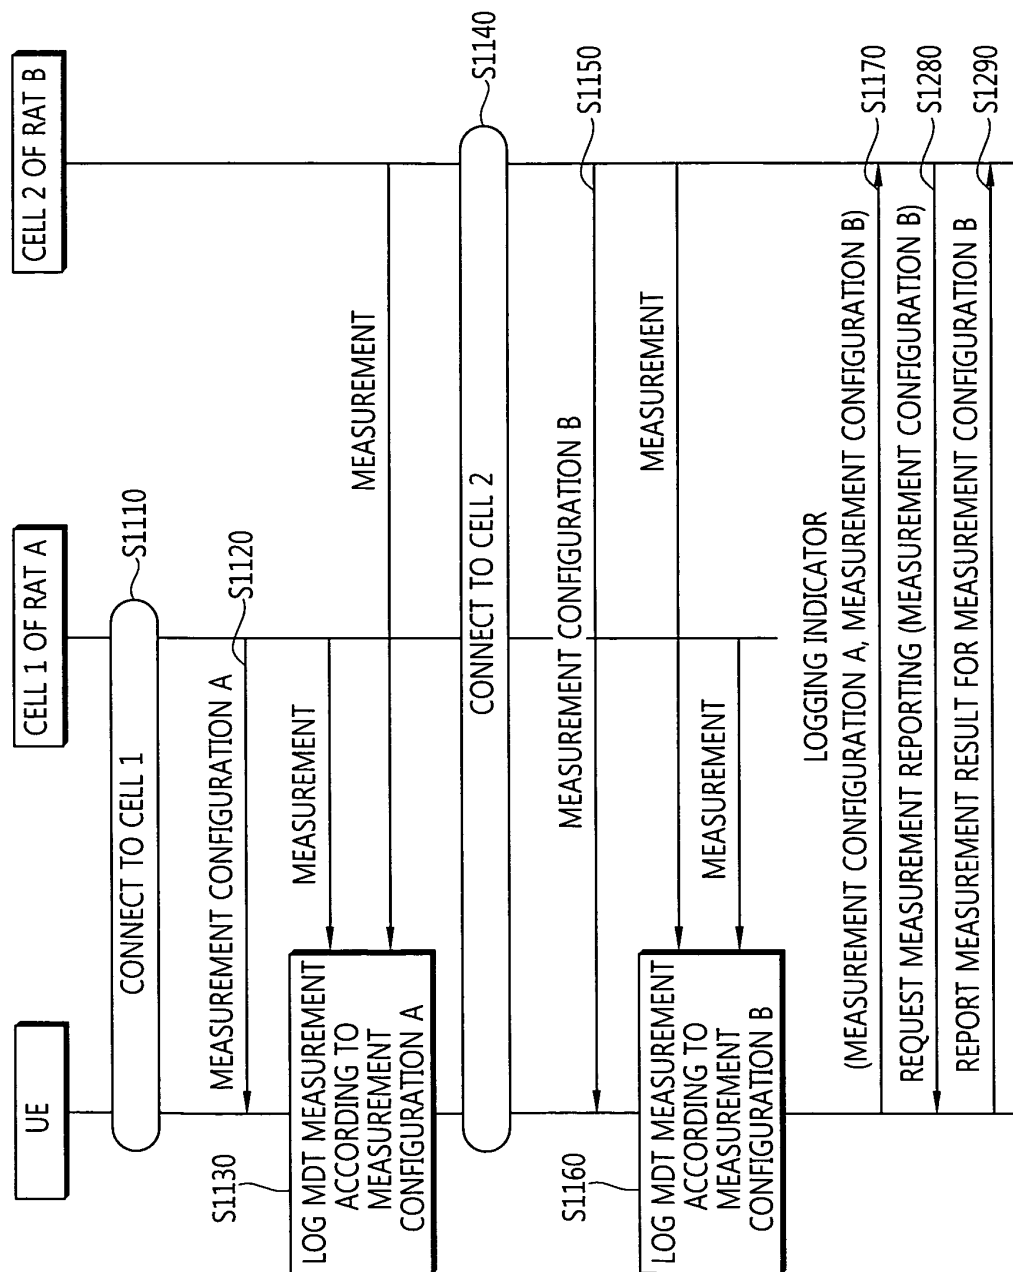 UE
CELL 1 OF RAT A
CELL 2 OF RAT B
CONNECT TO CELL 1
S1110
MEASUREMENT CONFIGURATION A
S1120
S1130
LOG MDT MEASUREMENT
ACCORDING TO
MEASUREMENT
CONFIGURATION A
MEASUREMENT
MEASUREMENT
CONNECT TO CELL 2
S1140
MEASUREMENT CONFIGURATION B
S1150
S1160
LOG MDT MEASUREMENT
ACCORDING TO
MEASUREMENT
CONFIGURATION B
MEASUREMENT
MEASUREMENT
LOGGING INDICATOR
(MEASUREMENT CONFIGURATION A, MEASUREMENT CONFIGURATION B)
S1170
REQUEST MEASUREMENT REPORTING (MEASUREMENT CONFIGURATION B)
S1280
REPORT MEASUREMENT RESULT FOR MEASUREMENT CONFIGURATION B
S1290